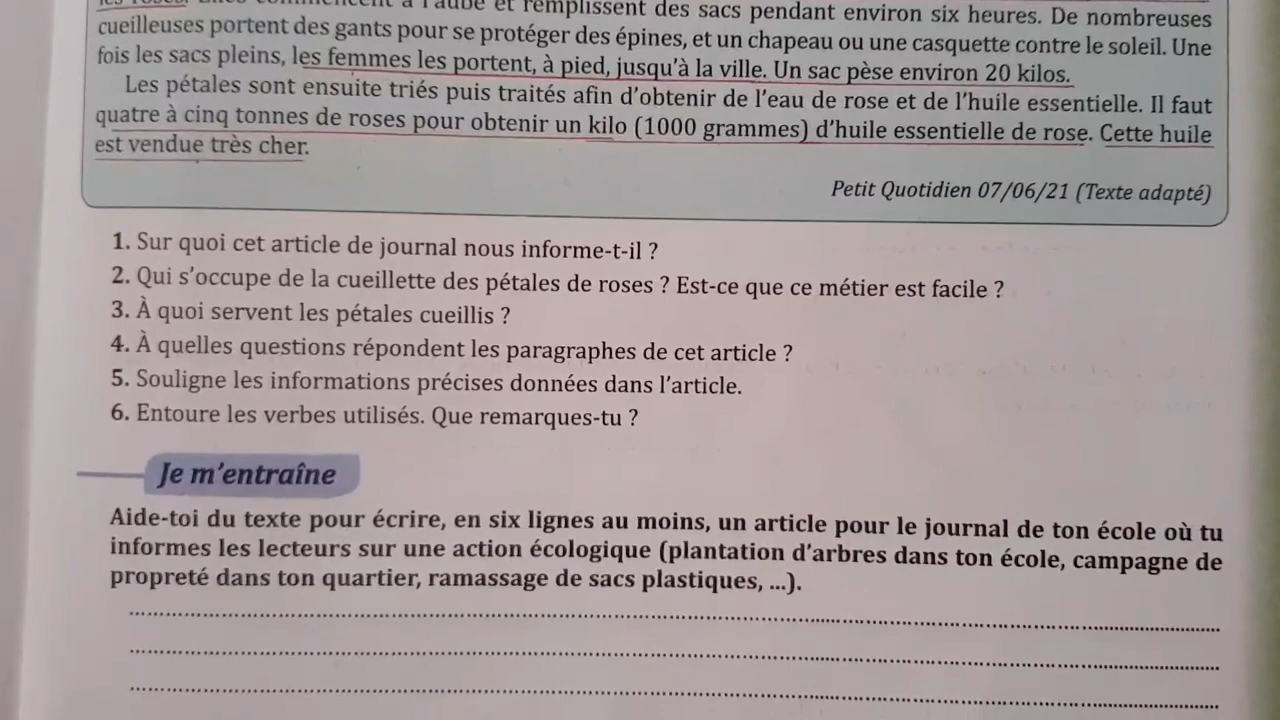 les roses. Elles commencent à l'aube et remplissent des sacs pendant environ six heures. De nombreuses
cueilleuses portent des gants pour se protéger des épines, et un chapeau ou une casquette contre le soleil. Une
fois les sacs pleins, les femmes les portent, à pied, jusqu'à la ville. Un sac pèse environ 20 kilos.
Les pétales sont ensuite triés puis traités afin d'obtenir de l'eau de rose et de l'huile essentielle. Il faut
quatre à cinq tonnes de roses pour obtenir un kilo (1000 grammes) d'huile essentielle de rose. Cette huile
est vendue très cher.
Petit Quotidien 07/06/21 (Texte adapté)
1. Sur quoi cet article de journal nous informe-t-il ?
2. Qui s'occupe de la cueillette des pétales de roses ? Est-ce que ce métier est facile ?
3. À quoi servent les pétales cueillis ?
4. À quelles questions répondent les paragraphes de cet article ?
5. Souligne les informations précises données dans l'article.
6. Entoure les verbes utilisés. Que remarques-tu ?
Je m'entraîne
Aide-toi du texte pour écrire, en six lignes au moins, un article pour le journal de ton école où tu
informes les lecteurs sur une action écologique (plantation d'arbres dans ton école, campagne de
propreté dans ton quartier, ramassage de sacs plastiques, ...).